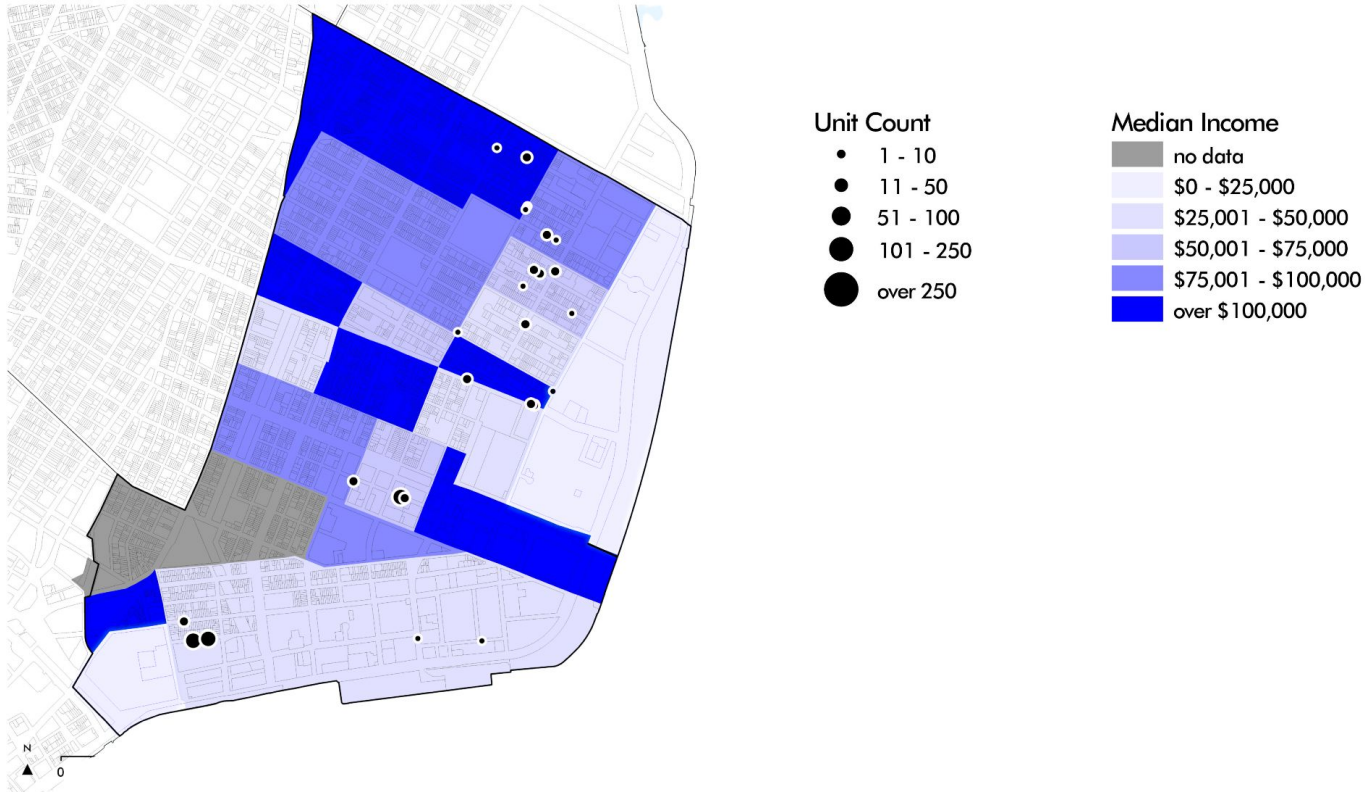 Unit Count
1 - 10
11 - 50
51 - 100
101 - 250
over 250
Median Income
no data
$0 - $25,000
$25,001 - $50,000
$50,001 - $75,000
$75,001 - $100,000
over $100,000
N
0